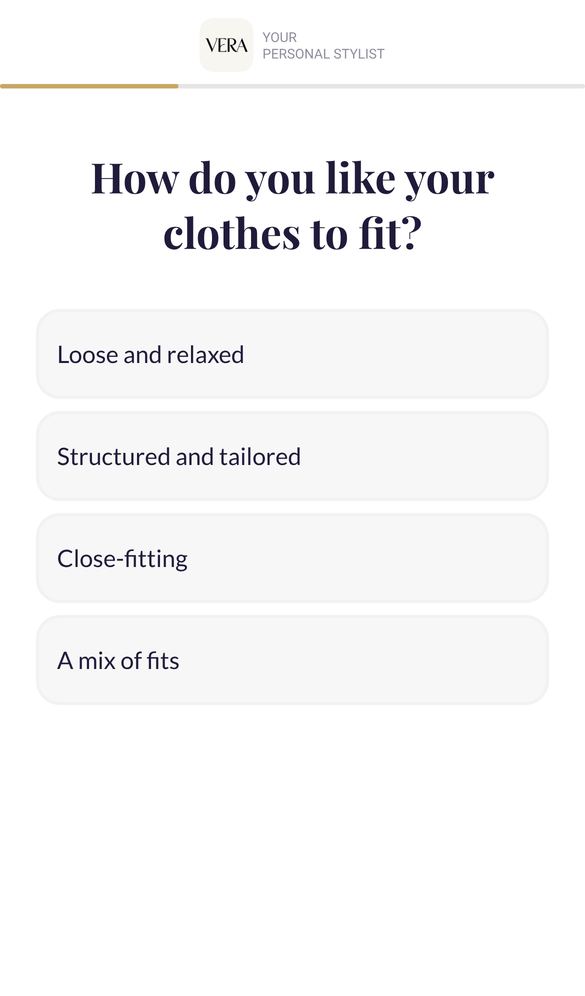 VERA
YOUR
PERSONAL STYLIST
How do you like your
clothes to fit?
Loose and relaxed
Structured and tailored
Close-fitting
A mix of fits